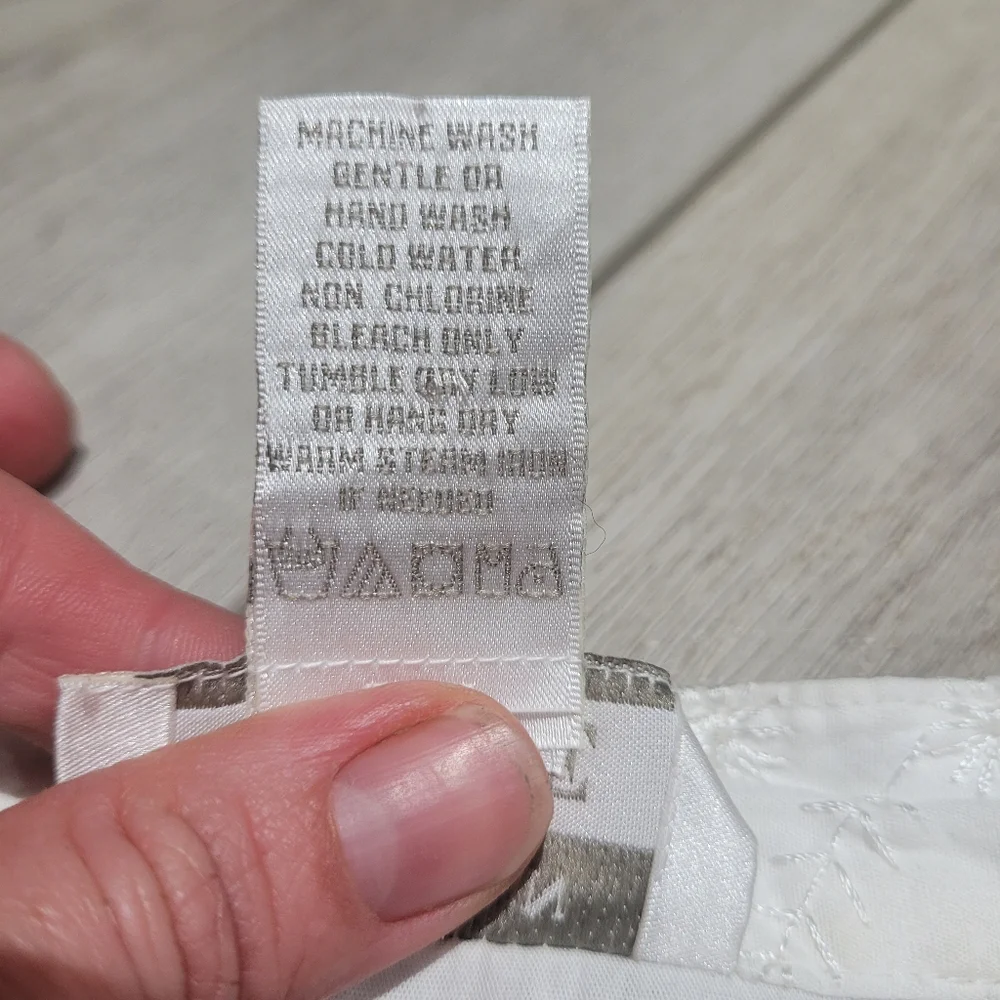 MACHINE WASH
GENTLE OR
HAND WASH
COLD WATER
NON CHLORINE
BLEACH ONLY
TUMBLE DRY LOW
OR HANG DRY
WARM STEAM IRON
IF NEEDED